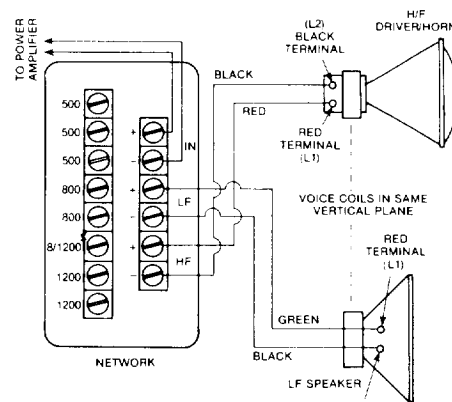 TO POWER
AMPLIFIER
(L2)
BLACK
TERMINAL
H/F
DRIVER/HORN
BLACK
RED
RED
TERMINAL
(L1)
500
500
500
800
800
8/1200
1200
1200
+
−
+
−
+
−
IN
LF
HF
NETWORK
VOICE COILS IN SAME
VERTICAL PLANE
RED
TERMINAL
(L1)
GREEN
BLACK
LF SPEAKER